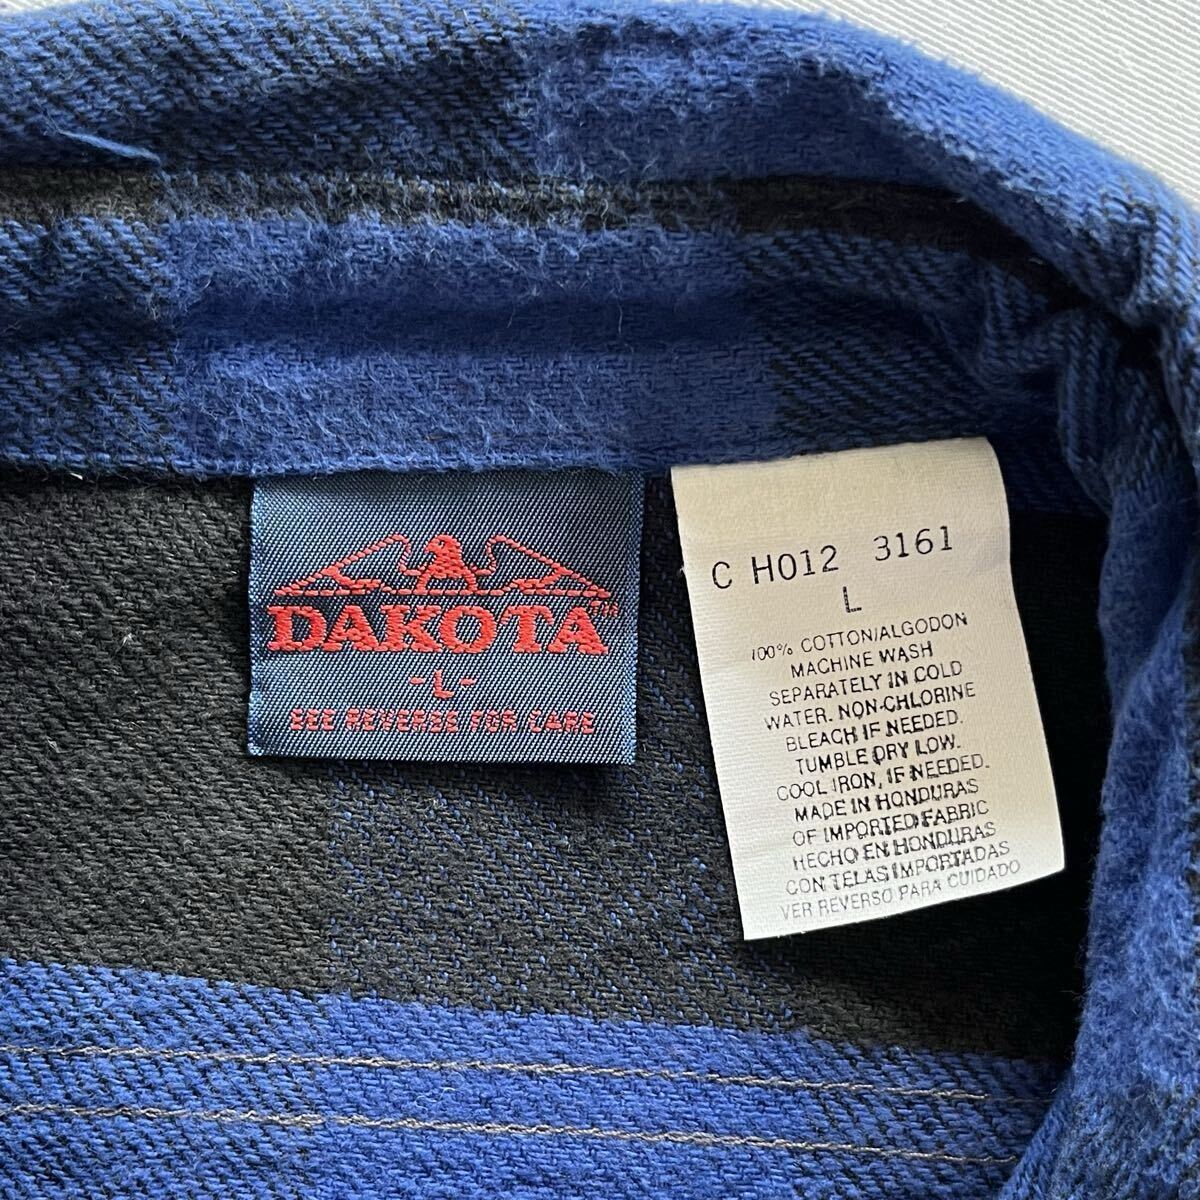 DAKOTA™
-L-
SEE REVERSE FOR CARE
C H012 3161
L
100% COTTON/ALGODON
MACHINE WASH
SEPARATELY IN COLD
WATER. NON-CHLORINE
BLEACH IF NEEDED.
TUMBLE DRY LOW.
COOL IRON, IF NEEDED.
MADE IN HONDURAS
OF IMPORTED FABRIC
HECHO EN HONDURAS
CON TELAS IMPORTADAS
VER REVERSO PARA CUIDADO